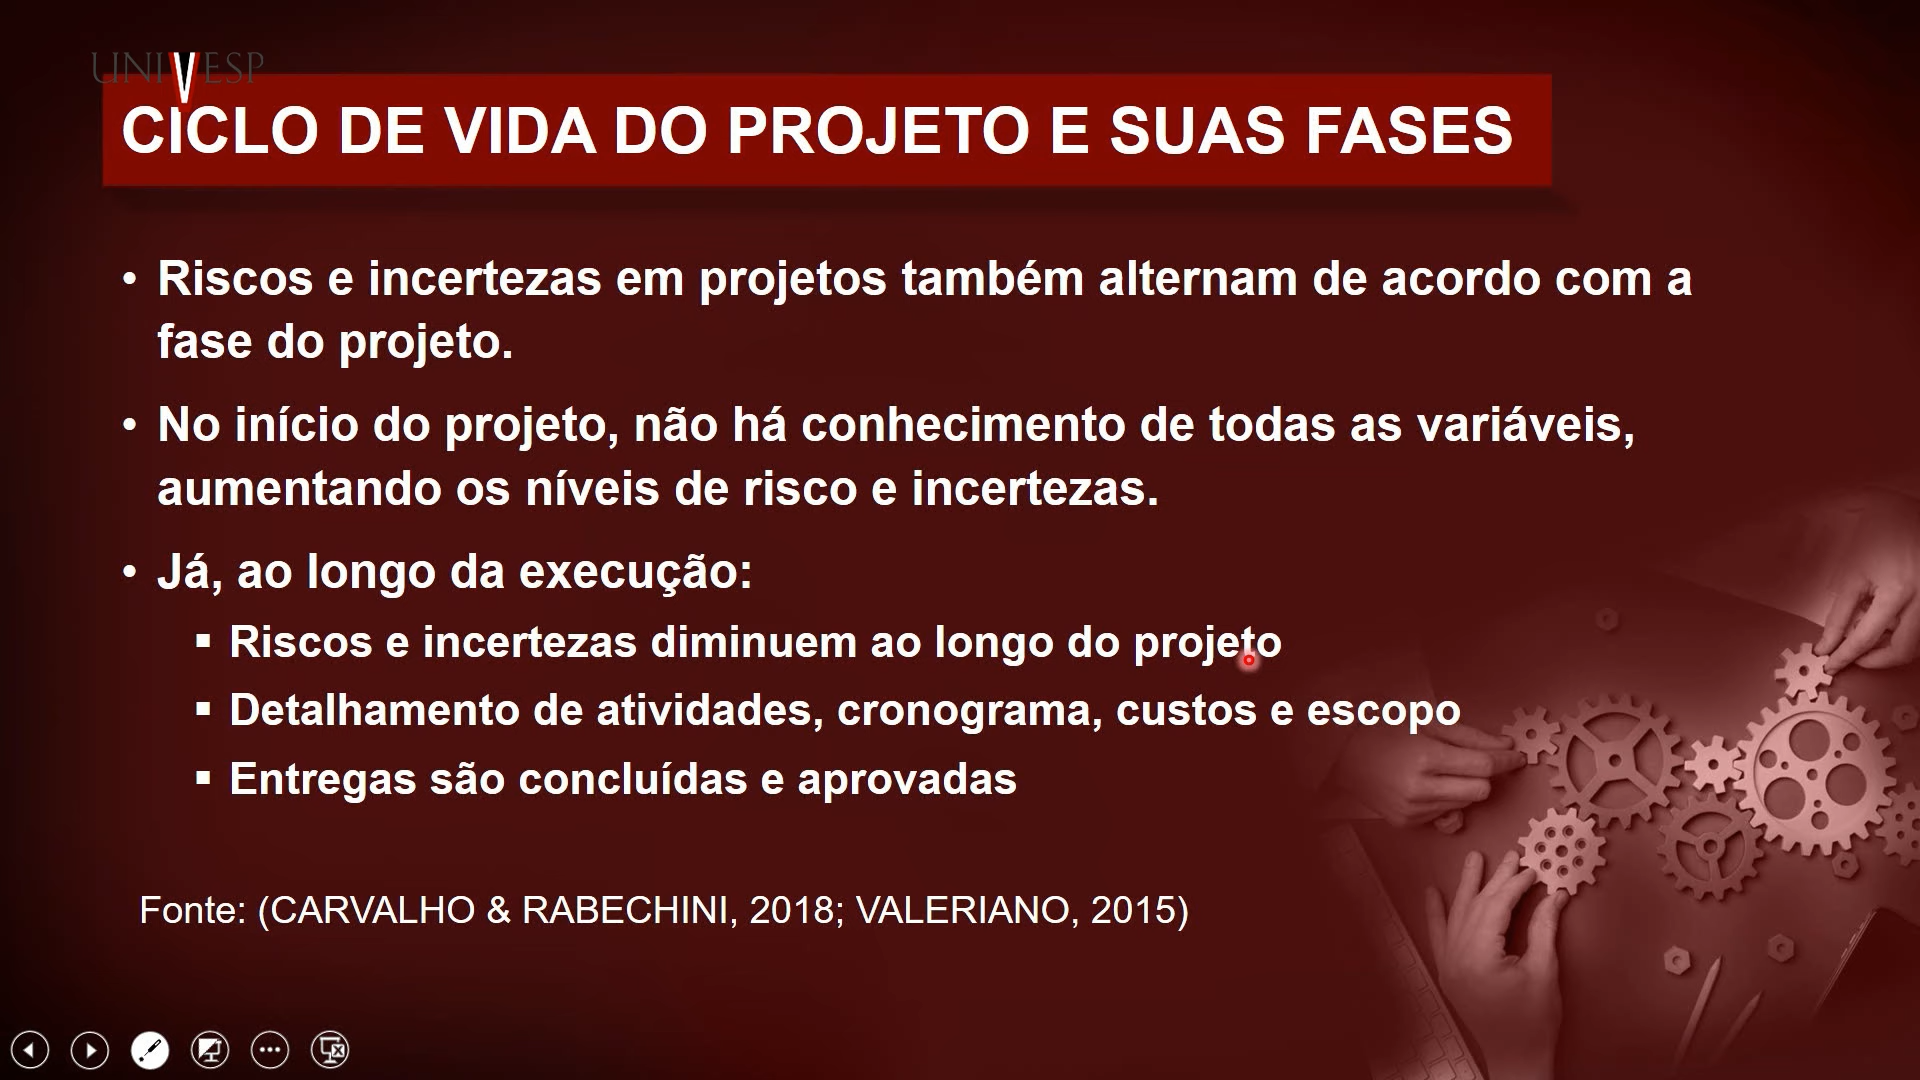 UNIVESP
CICLO DE VIDA DO PROJETO E SUAS FASES
• Riscos e incertezas em projetos também alternam de acordo com a
fase do projeto.
• No início do projeto, não há conhecimento de todas as variáveis,
aumentando os níveis de risco e incertezas.
• Já, ao longo da execução:
▪ Riscos e incertezas diminuem ao longo do projeto
▪ Detalhamento de atividades, cronograma, custos e escopo
▪ Entregas são concluídas e aprovadas
Fonte: (CARVALHO & RABECHINI, 2018; VALERIANO, 2015)